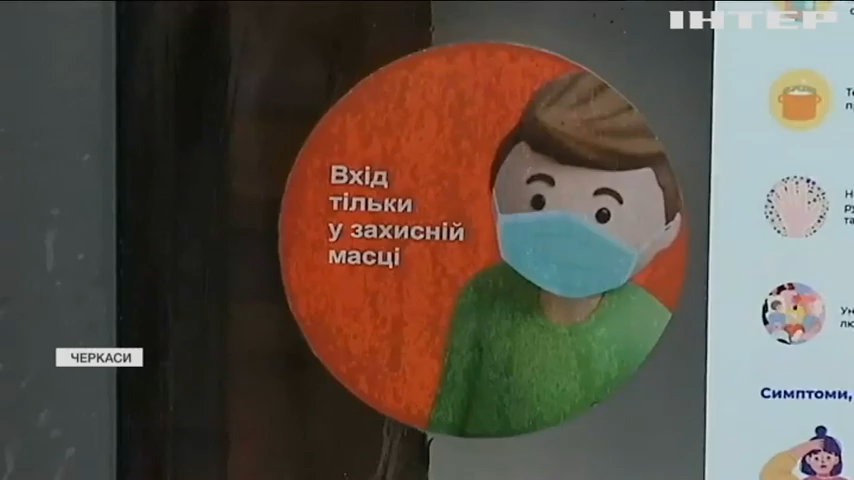 ІНТЕР
Вхід
тільки
у захисній
масці
ЧЕРКАСИ
Симптоми,